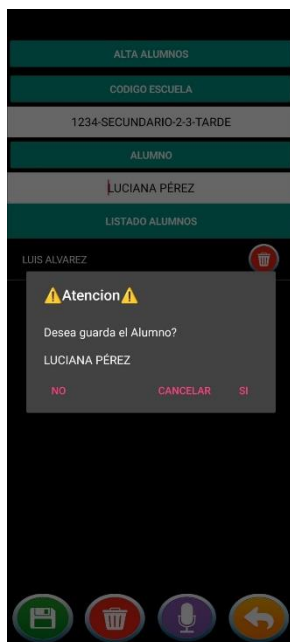 ALTA ALUMNOS
CODIGO ESCUELA
1234-SECUNDARIO-2-3-TARDE
ALUMNO
LUCIANA PÉREZ
LISTADO ALUMNOS
LUIS ALVAREZ
⚠Atencion⚠
Desea guarda el Alumno?
LUCIANA PÉREZ
NO CANCELAR SI